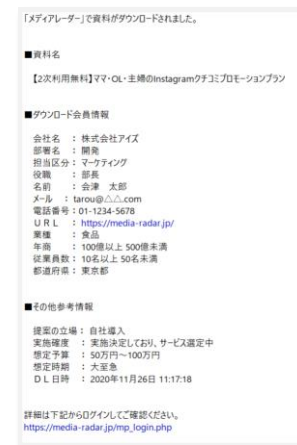 「メディアレーダー」で資料がダウンロードされました。
■資料名
【2次利用無料】ママ・OL・主婦のInstagramクチコミプロモーションプラン
■ダウンロード会員情報
会社名 : 株式会社アイズ
部署名 : 開発
担当区分 : マーケティング
役職 : 部長
名前 : 会津 太郎
メール : tarou@△△.com
電話番号 : 01-1234-5678
URL : https://media-radar.jp/
業種 : 食品
年商 : 100億以上 500億未満
従業員数 : 10名以上 50名未満
都道府県 : 東京都
■その他参考情報
提案の立場 : 自社導入
実施確度 : 実施決定しており、サービス選定中
想定予算 : 50万円～100万円
想定時期 : 大至急
DL日時 : 2020年11月26日 11:17:18
詳細は下記からログインしてご確認ください。
https://media-radar.jp/mp_login.php